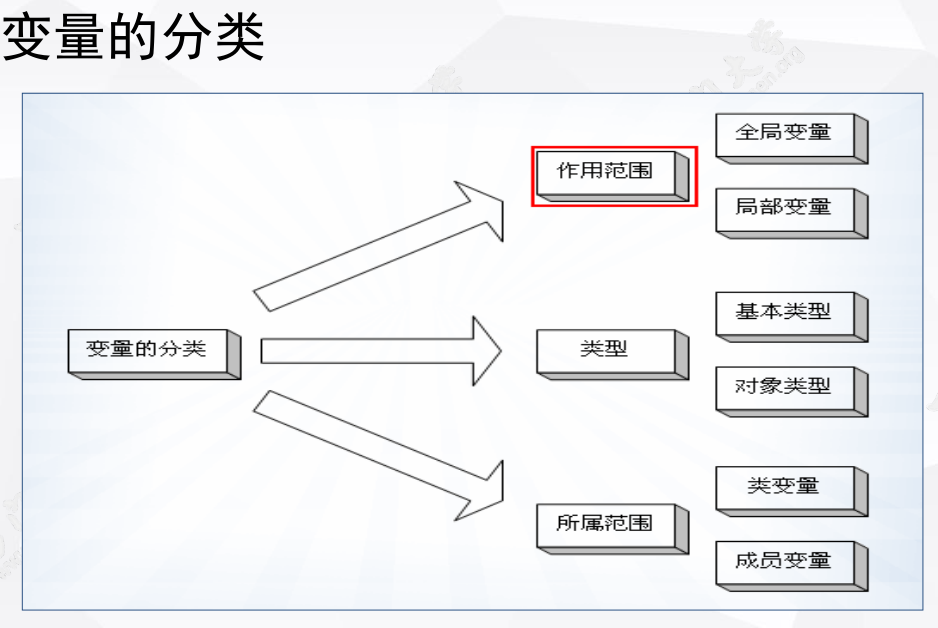 变量的分类
全局变量
作用范围
局部变量
基本类型
变量的分类
类型
对象类型
类变量
所属范围
成员变量